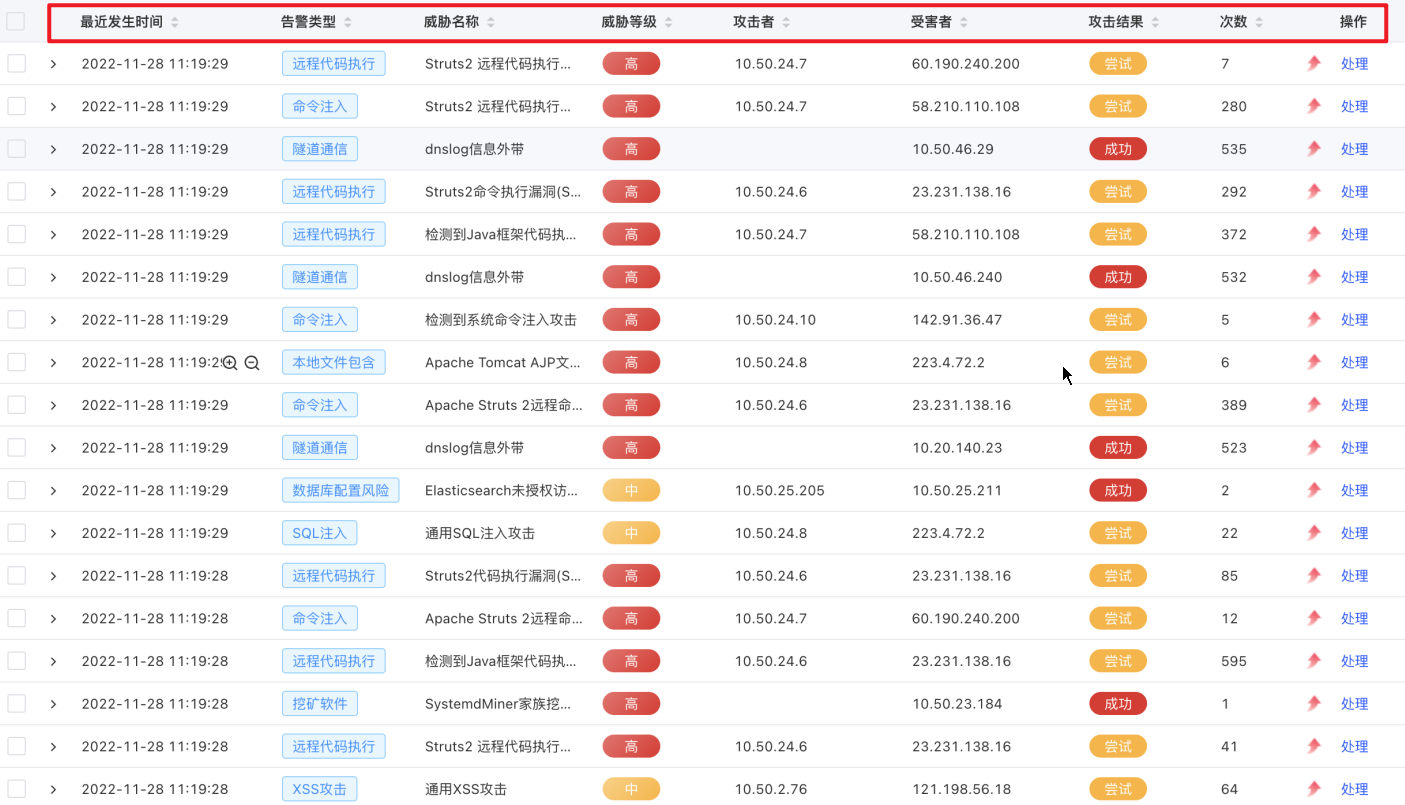 最近发生时间 告警类型 威胁名称 威胁等级 攻击者 受害者 攻击结果 次数 操作
2022-11-28 11:19:29 远程代码执行 Struts2 远程代码执行... 高 10.50.24.7 60.190.240.200 尝试 7 处理
2022-11-28 11:19:29 命令注入 Struts2 远程代码执行... 高 10.50.24.7 58.210.110.108 尝试 280 处理
2022-11-28 11:19:29 隧道通信 dnslog信息外带 高 10.50.46.29 成功 535 处理
2022-11-28 11:19:29 远程代码执行 Struts2命令执行漏洞(S... 高 10.50.24.6 23.231.138.16 尝试 292 处理
2022-11-28 11:19:29 远程代码执行 检测到Java框架代码执... 高 10.50.24.7 58.210.110.108 尝试 372 处理
2022-11-28 11:19:29 隧道通信 dnslog信息外带 高 10.50.46.240 成功 532 处理
2022-11-28 11:19:29 命令注入 检测到系统命令注入攻击 高 10.50.24.10 142.91.36.47 尝试 5 处理
2022-11-28 11:19:29 本地文件包含 Apache Tomcat AJP文... 高 10.50.24.8 223.4.72.2 尝试 6 处理
2022-11-28 11:19:29 命令注入 Apache Struts 2远程命... 高 10.50.24.6 23.231.138.16 尝试 389 处理
2022-11-28 11:19:29 隧道通信 dnslog信息外带 高 10.20.140.23 成功 523 处理
2022-11-28 11:19:29 数据库配置风险 Elasticsearch未授权访... 中 10.50.25.205 10.50.25.211 成功 2 处理
2022-11-28 11:19:29 SQL注入 通用SQL注入攻击 中 10.50.24.8 223.4.72.2 尝试 22 处理
2022-11-28 11:19:28 远程代码执行 Struts2代码执行漏洞(S... 高 10.50.24.6 23.231.138.16 尝试 85 处理
2022-11-28 11:19:28 命令注入 Apache Struts 2远程命... 高 10.50.24.7 60.190.240.200 尝试 12 处理
2022-11-28 11:19:28 远程代码执行 检测到Java框架代码执... 高 10.50.24.6 23.231.138.16 尝试 595 处理
2022-11-28 11:19:28 挖矿软件 SystemdMiner家族挖... 高 10.50.23.184 成功 1 处理
2022-11-28 11:19:28 远程代码执行 Struts2 远程代码执行... 高 10.50.24.6 23.231.138.16 尝试 41 处理
2022-11-28 11:19:28 XSS攻击 通用XSS攻击 中 10.50.2.76 121.198.56.18 尝试 64 处理